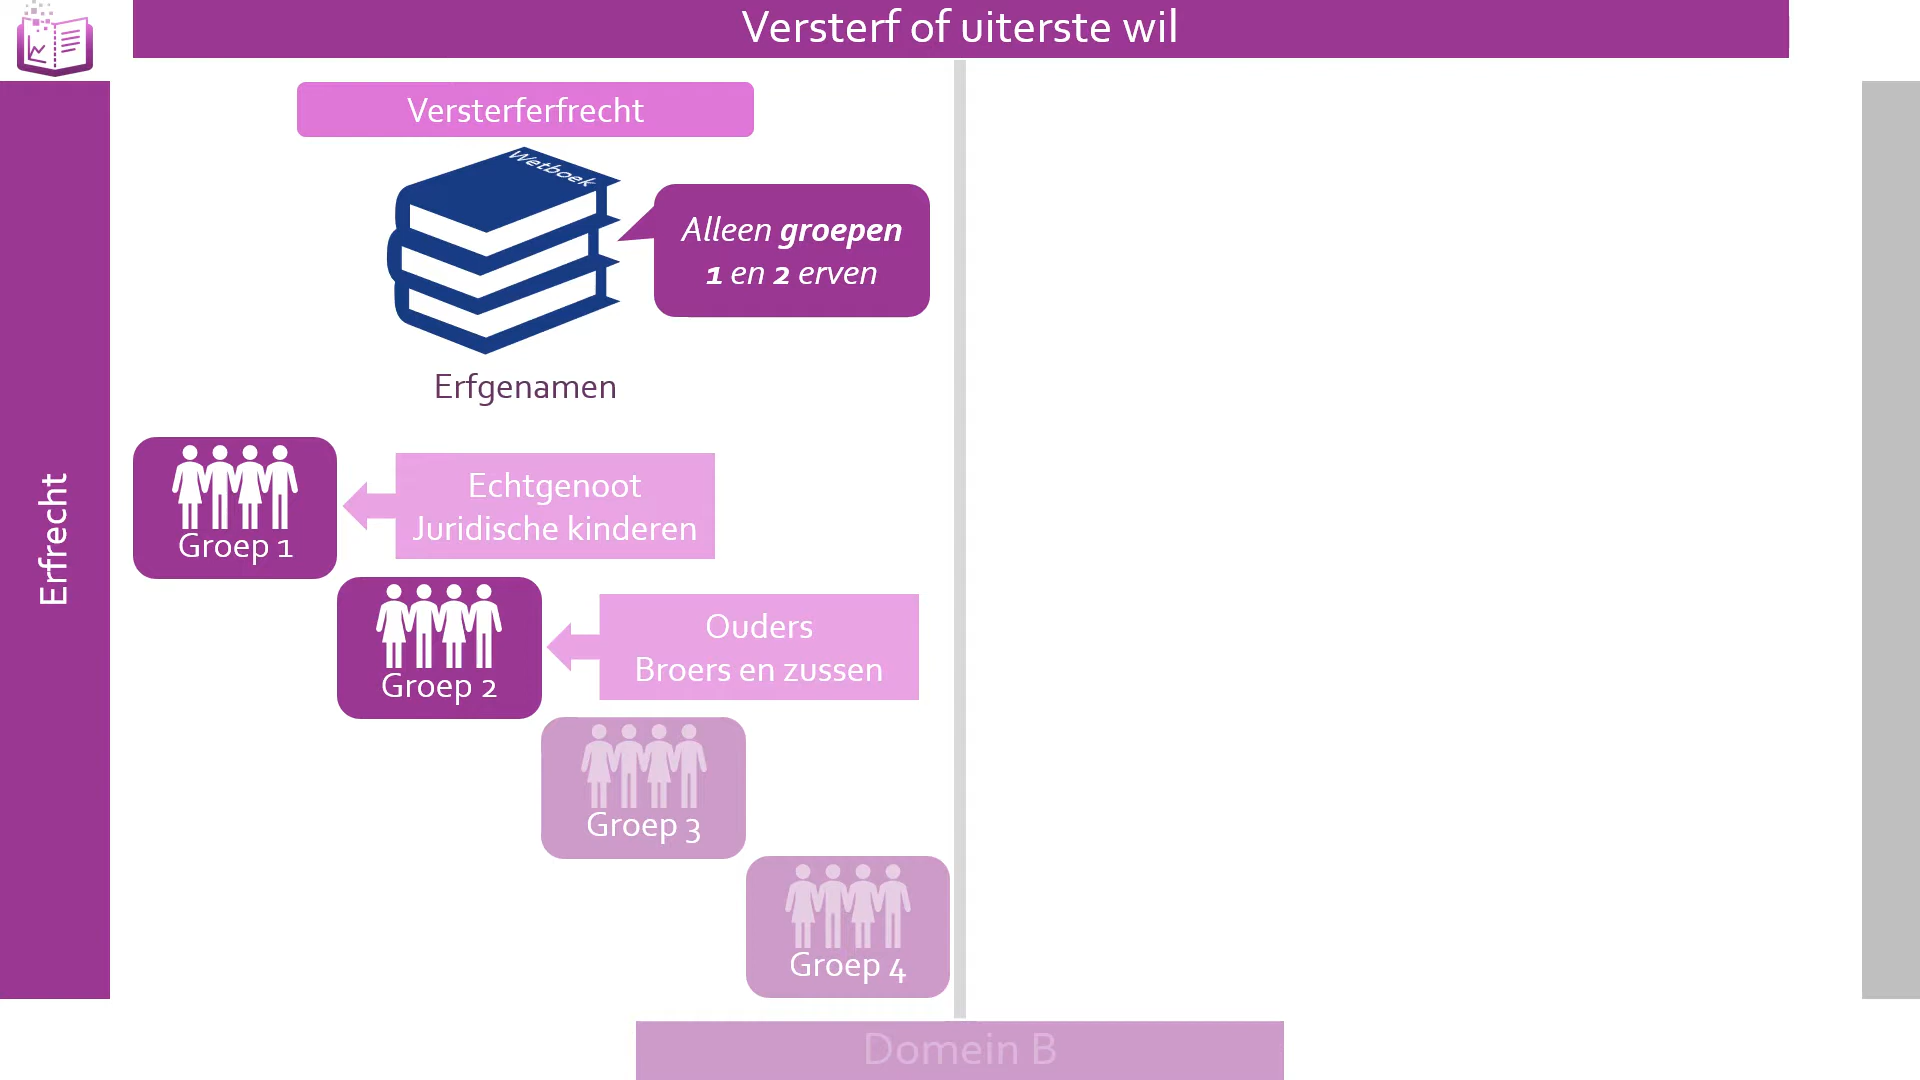 Versterf of uiterste wil
Versterferfrecht
Wetboek
Alleen groepen
1 en 2 erven
Erfgenamen
Groep 1
Echtgenoot
Juridische kinderen
Groep 2
Ouders
Broers en zussen
Groep 3
Groep 4
Erfrecht
Domein B